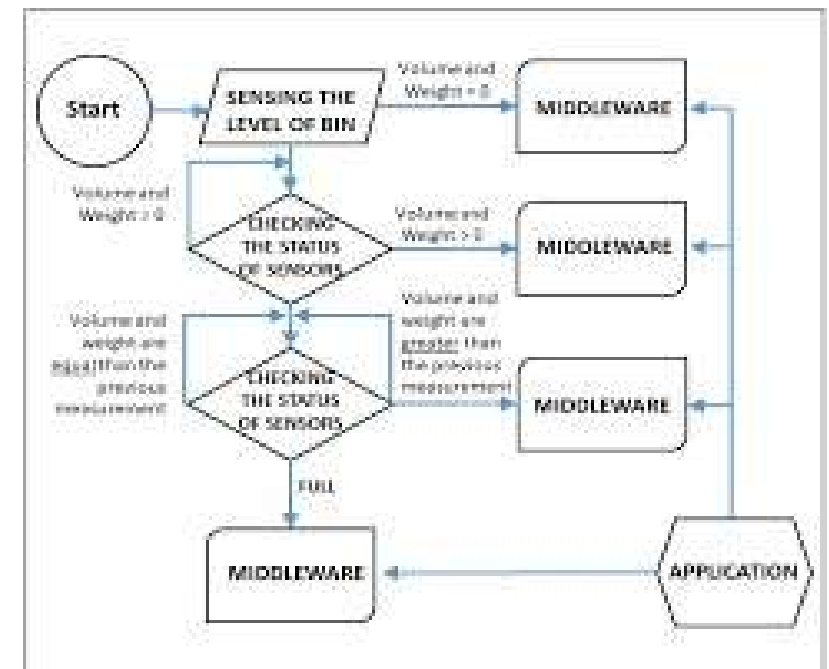 Start
SENSING THE
LEVEL OF BIN
Volume and
Weight = 0
MIDDLEWARE
Volume and
Weight
0
CHECKING
THE STATUS
OF SENSORS
Volume and
Weight > 0
MIDDLEWARE
Volume and
weight are
equal than the
previous
measurement
CHECKING
THE STATUS
OF SENSORS
Volume and
weight are
greater than
the previous
measurement
MIDDLEWARE
FULL
MIDDLEWARE
APPLICATION